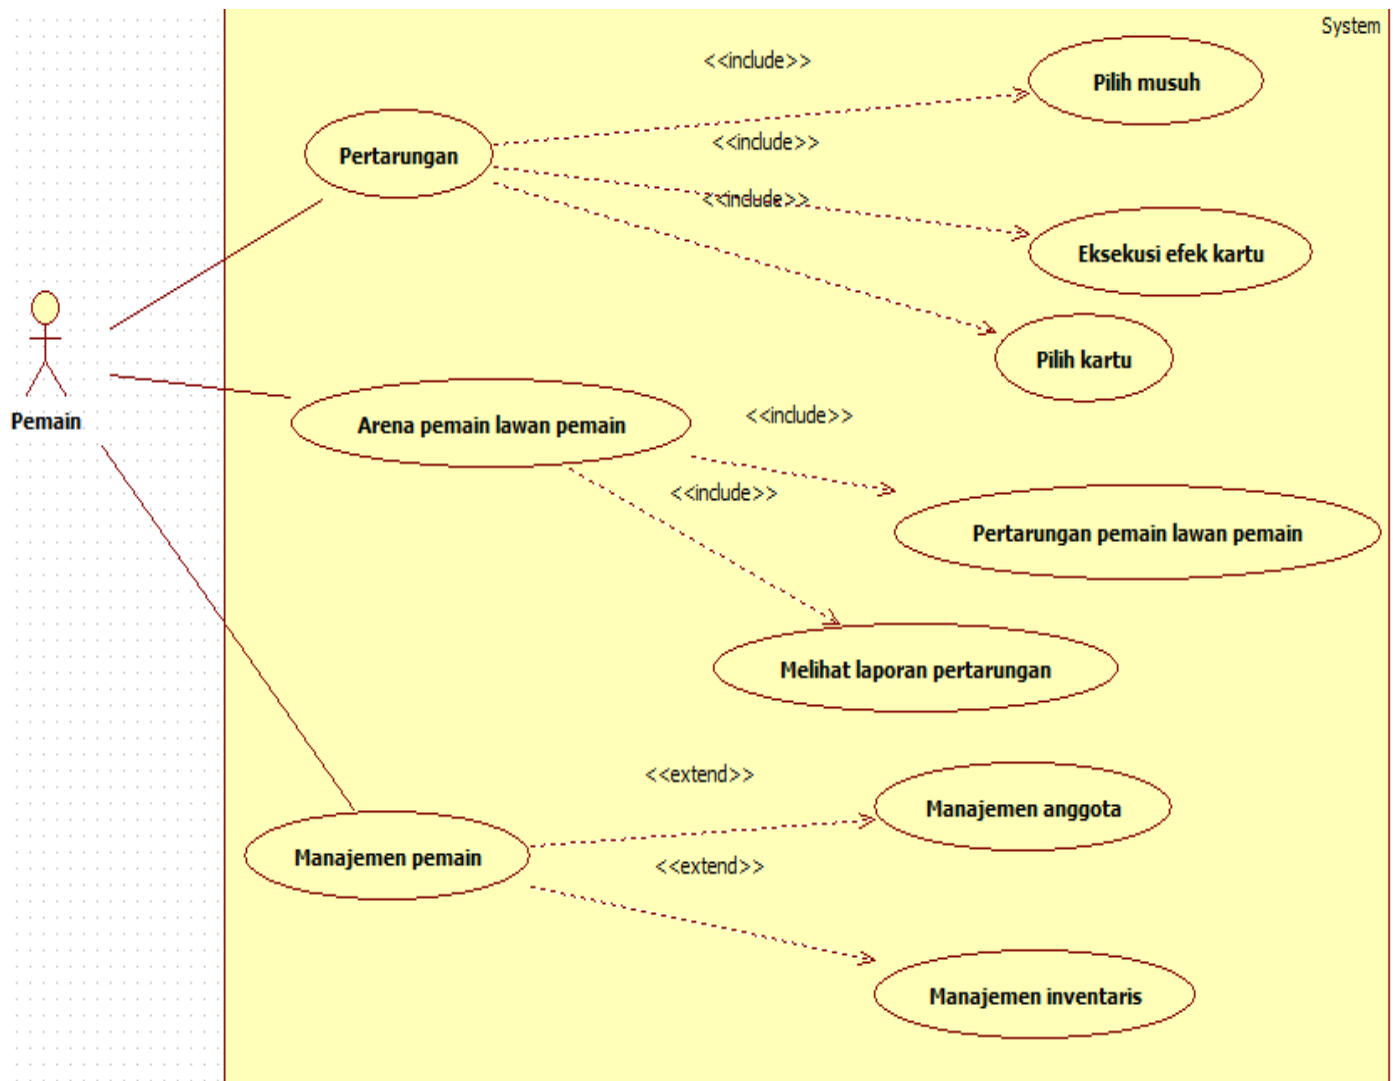 System
<<include>>
Pilih musuh
Pertarungan
<<include>>
<<include>>
Eksekusi efek kartu
Pilih kartu
Pemain
Arena pemain lawan pemain
<<include>>
<<include>>
Pertarungan pemain lawan pemain
Melihat laporan pertarungan
<<extend>>
Manajemen anggota
Manajemen pemain
<<extend>>
Manajemen inventaris